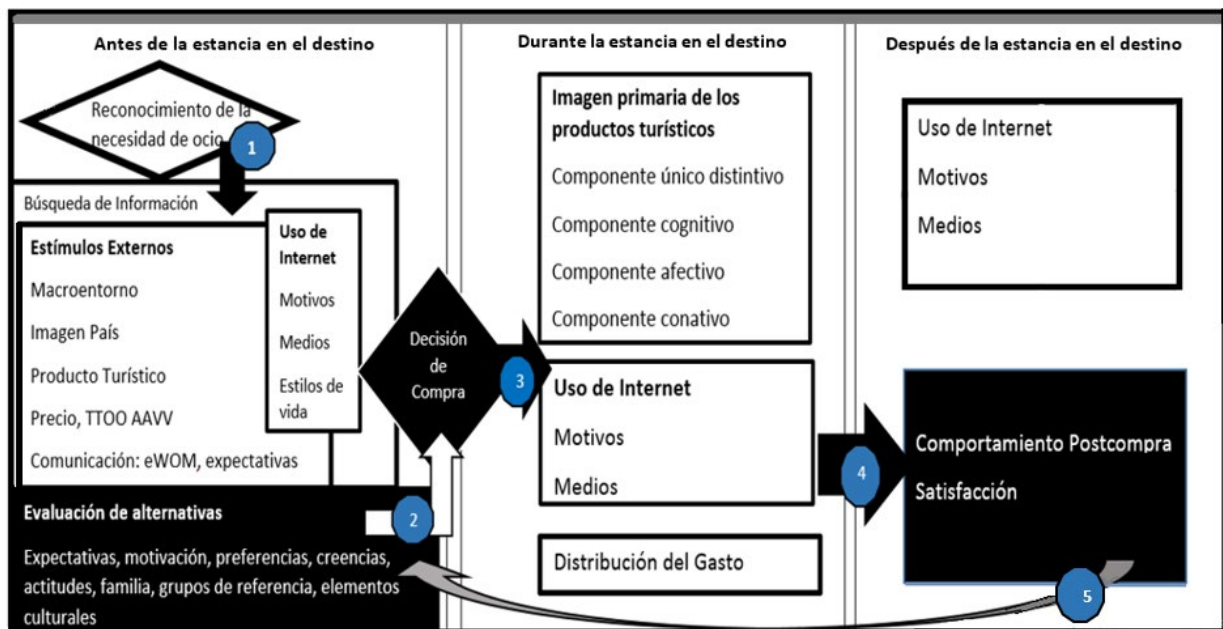 Antes de la estancia en el destino
Reconocimiento de la
necesidad de ocio
1
Búsqueda de Información
Estímulos Externos
Macroentorno
Imagen País
Producto Turístico
Precio, TTOO AAVV
Comunicación: eWOM, expectativas
Uso de
Internet
Motivos
Medios
Estilos de
vida
Evaluación de alternativas
Expectativas, motivación, preferencias, creencias,
actitudes, familia, grupos de referencia, elementos
culturales
2
Decisión
de
Compra
3
Durante la estancia en el destino
Imagen primaria de los
productos turísticos
Componente único distintivo
Componente cognitivo
Componente afectivo
Componente conativo
Uso de Internet
Motivos
Medios
Distribución del Gasto
4
Después de la estancia en el destino
Uso de Internet
Motivos
Medios
Comportamiento Postcompra
Satisfacción
5